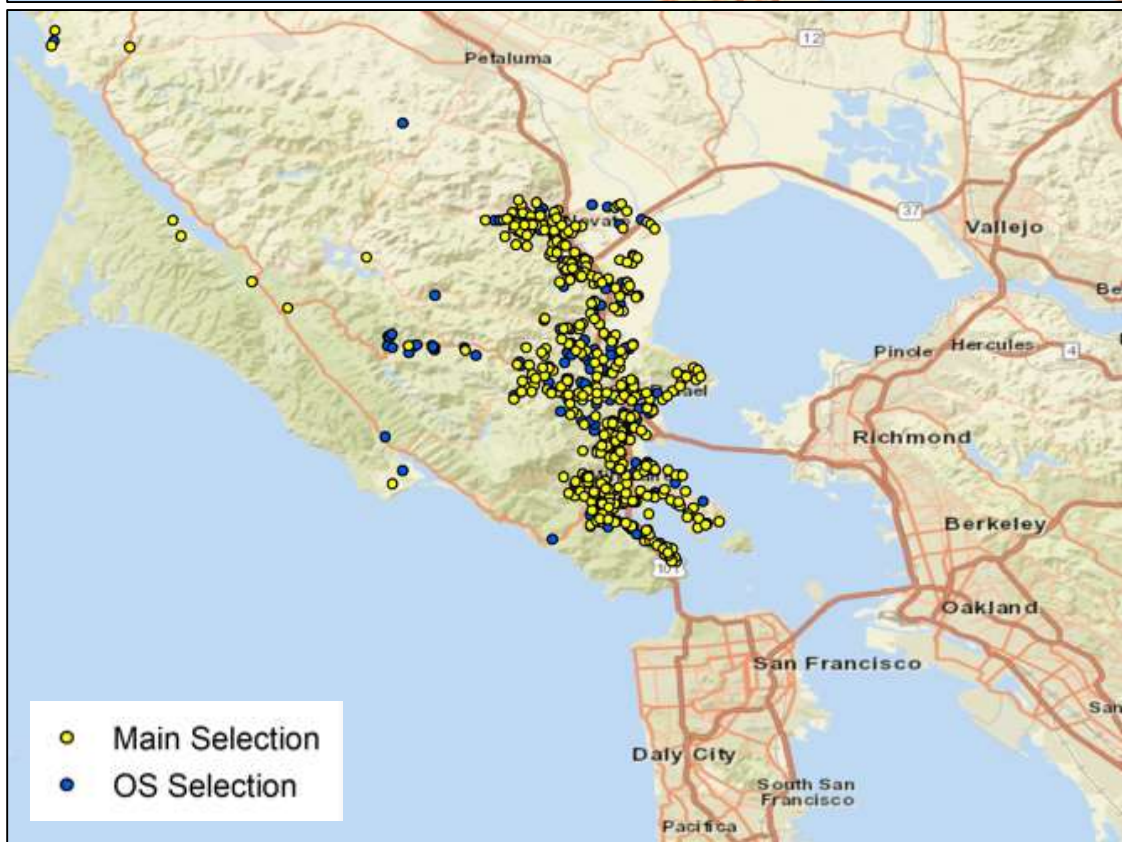 12
Petaluma
37
Vallejo
Hercules
4
Pinole
Richmond
Berkeley
101
Oakland
San Francisco
San
Daly City
South San
Francisco
Pacifica
Main Selection
OS Selection